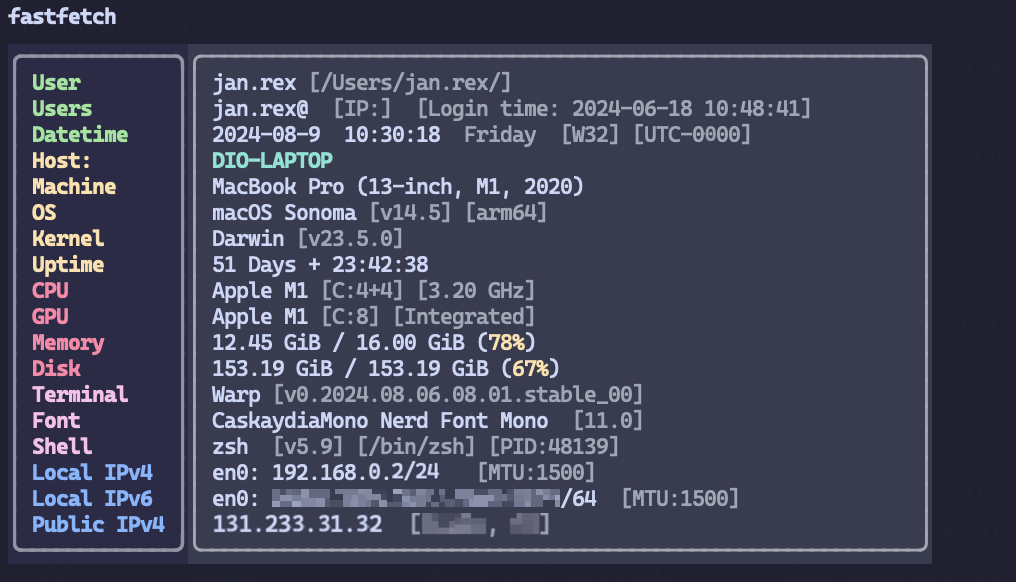 fastfetch
User jan.rex [/Users/jan.rex/]
Users jan.rex@ [IP:] [Login time: 2024-06-18 10:48:41]
Datetime 2024-08-9 10:30:18 Friday [W32] [UTC-0000]
Host: DIO-LAPTOP
Machine MacBook Pro (13-inch, M1, 2020)
OS macOS Sonoma [v14.5] [arm64]
Kernel Darwin [v23.5.0]
Uptime 51 Days + 23:42:38
CPU Apple M1 [C:4+4] [3.20 GHz]
GPU Apple M1 [C:8] [Integrated]
Memory 12.45 GiB / 16.00 GiB (78%)
Disk 153.19 GiB / 153.19 GiB (67%)
Terminal Warp [v0.2024.08.06.08.01.stable_00]
Font CaskaydiaMono Nerd Font Mono [11.0]
Shell zsh [v5.9] [/bin/zsh] [PID:48139]
Local IPv4 en0: 192.168.0.2/24 [MTU:1500]
Local IPv6 en0: /64 [MTU:1500]
Public IPv4 131.233.31.32 [ , ]